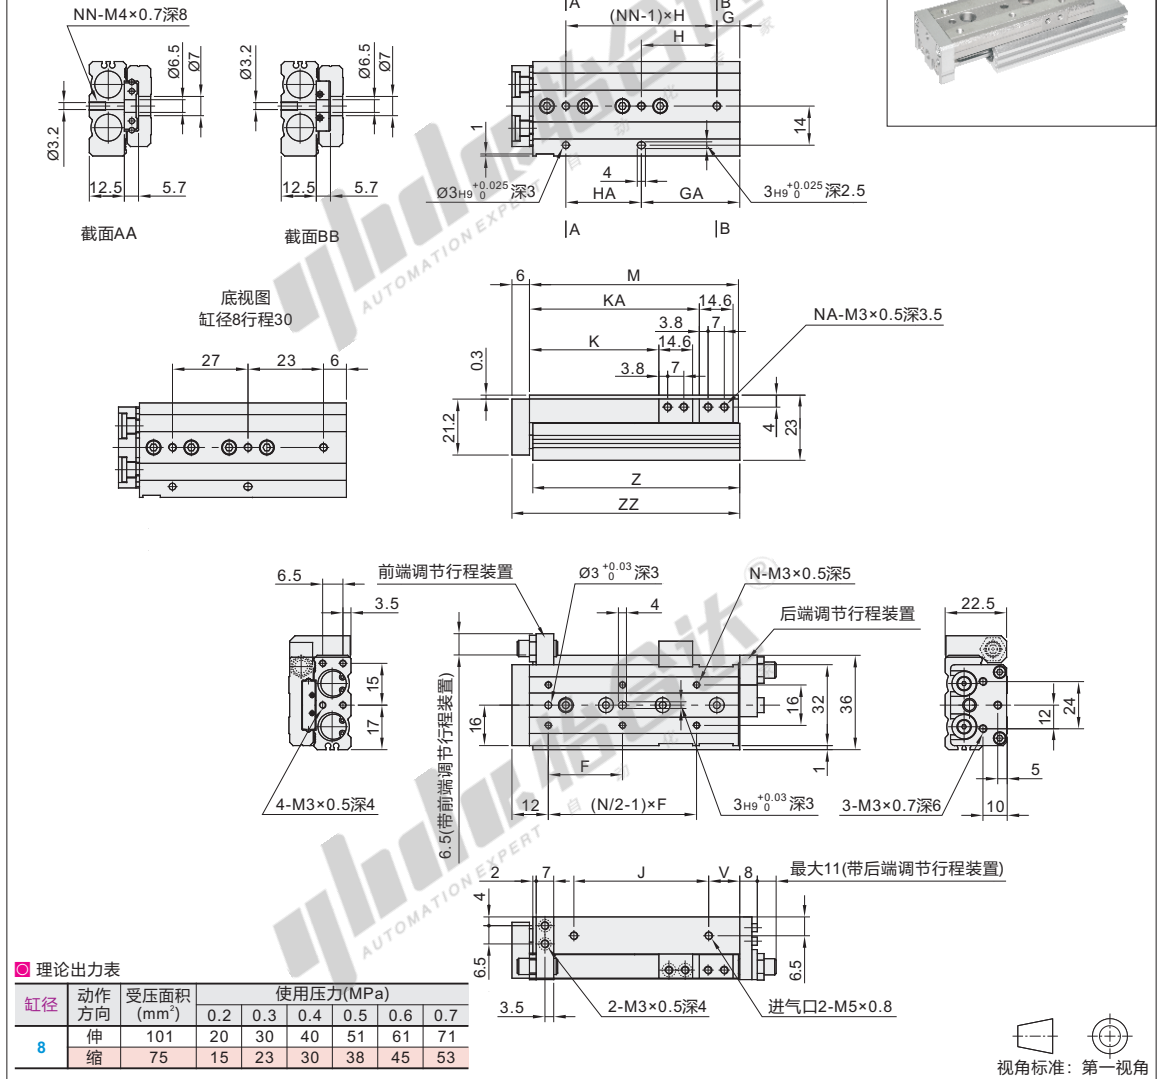 NN-M4×0.7深8
Ø6.5
Ø7
Ø3.2
12.5
5.7
截面AA
Ø3.2
Ø6.5
Ø7
12.5
5.7
截面BB
A
B
(NN-1)×H
G
H
1
14
4
Ø3H9 +0.025 0 深3
HA
GA
3H9 +0.025 0 深2.5
A
B
底视图
缸径8行程30
27
23
6
6
M
KA
14.6
3.8
7
K
14.6
3.8
7
NA-M3×0.5深3.5
0.3
21.2
4
23
Z
ZZ
6.5
3.5
15
17
4-M3×0.5深4
前端调节行程装置
Ø3 +0.03 0 深3
4
N-M3×0.5深5
后端调节行程装置
6.5(带前端调节行程装置)
16
16
32
36
1
F
12
(N/2-1)×F
3H9 +0.03 0 深3
22.5
12
24
5
10
3-M3×0.7深6
2
7
J
V
8
最大11(带后端调节行程装置)
4
6.5
6.5
3.5
2-M3×0.5深4
进气口2-M5×0.8
理论出力表
缸径 动作方向 受压面积(mm²) 使用压力(MPa)
0.2 0.3 0.4 0.5 0.6 0.7
8 伸 101 20 30 40 51 61 71
缩 75 15 23 30 38 45 53
视角标准：第一视角
怡合达
自动化专家
AUTOMATION EXPERT
怡合达®
自动化
AUTOMATION EXPERT